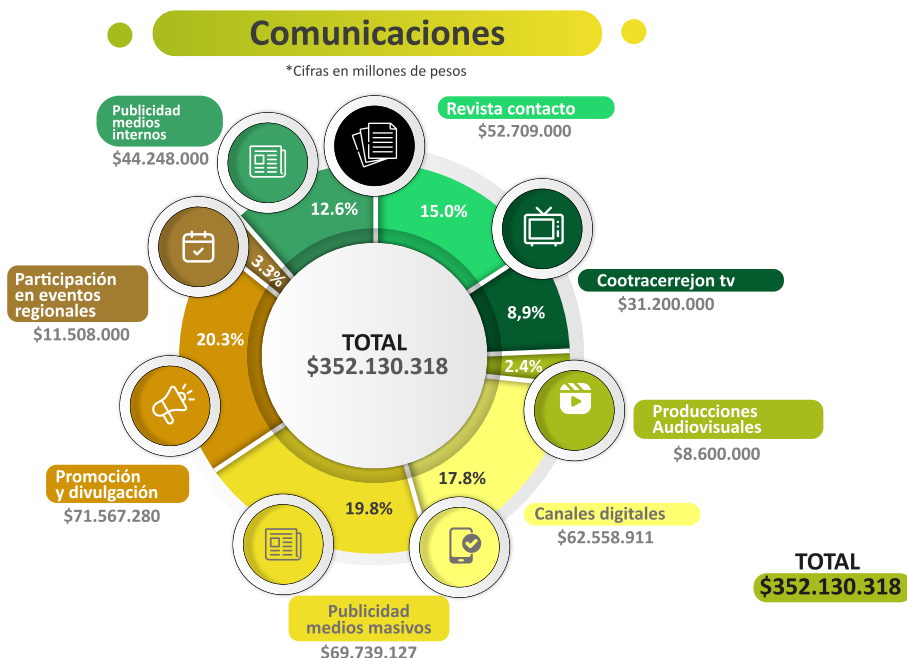 Comunicaciones
*Cifras en millones de pesos
Publicidad
medios
internos
$44.248.000
Revista contacto
$52.709.000
12.6%
15.0%
3.3%
Cootracerrejon tv
$31.200.000
8,9%
Participación
en eventos
regionales
$11.508.000
20.3%
TOTAL
$352.130.318
2.4%
Producciones
Audiovisuales
$8.600.000
Promoción
y divulgación
$71.567.280
17.8%
19.8%
Canales digitales
$62.558.911
Publicidad
medios masivos
$69.739.127
TOTAL
$352.130.318